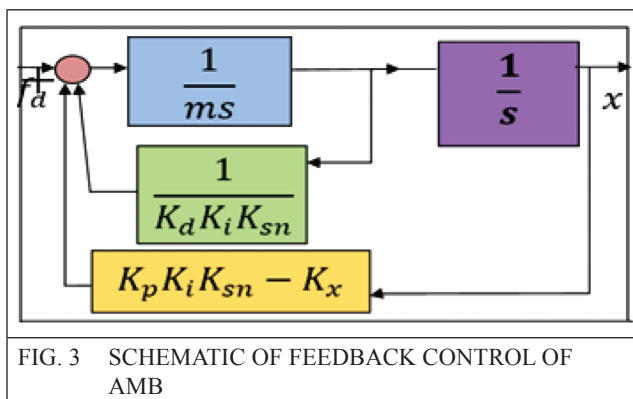 1
ms
1
s
f_d
+
x
1
K_d K_i K_sn
K_p K_i K_sn − K_x
FIG. 3 SCHEMATIC OF FEEDBACK CONTROL OF
AMB